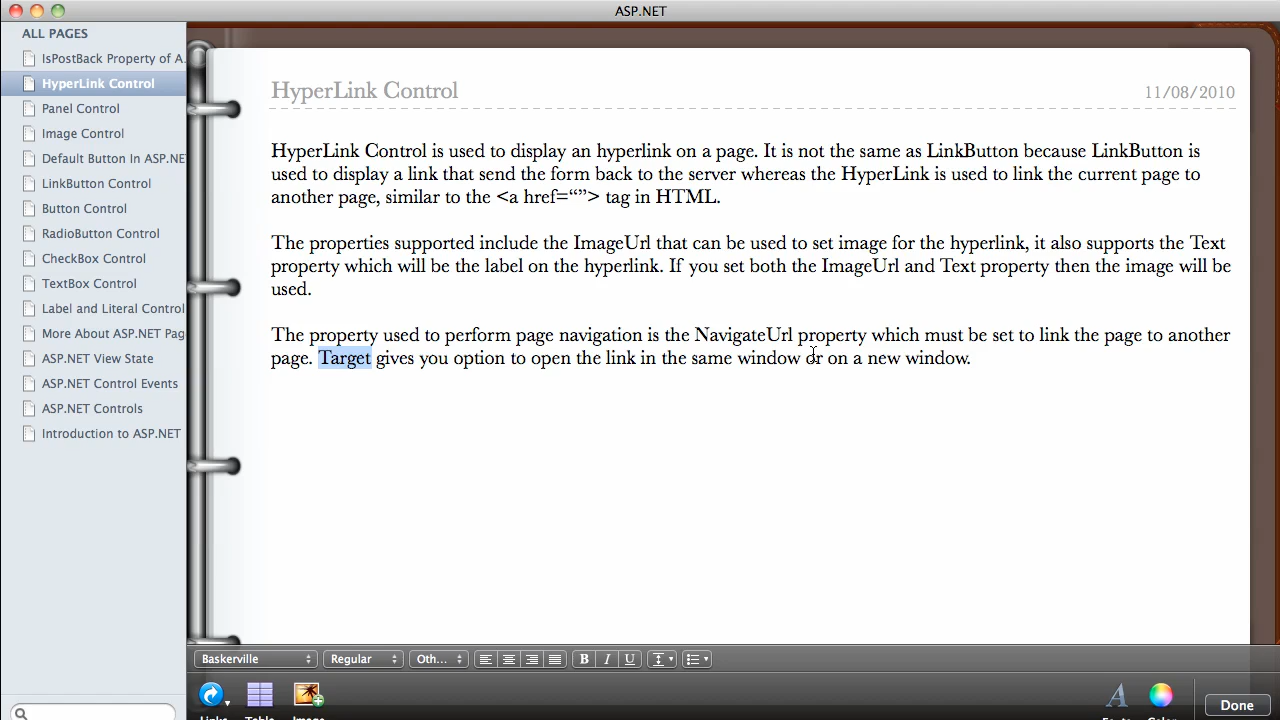 ASP.NET
ALL PAGES
IsPostBack Property of A.
HyperLink Control
Panel Control
Image Control
Default Button In ASP.NE
LinkButton Control
Button Control
RadioButton Control
CheckBox Control
TextBox Control
Label and Literal Control
More About ASP.NET Pag
ASP.NET View State
ASP.NET Control Events
ASP.NET Controls
Introduction to ASP.NET
HyperLink Control 11/08/2010
HyperLink Control is used to display an hyperlink on a page. It is not the same as LinkButton because LinkButton is
used to display a link that send the form back to the server whereas the HyperLink is used to link the current page to
another page, similar to the <a href=“”> tag in HTML.
The properties supported include the ImageUrl that can be used to set image for the hyperlink, it also supports the Text
property which will be the label on the hyperlink. If you set both the ImageUrl and Text property then the image will be
used.
The property used to perform page navigation is the NavigateUrl property which must be set to link the page to another
page. Target gives you option to open the link in the same window or on a new window.
Baskerville Regular Oth... B I U
Links Table Image Fonts Color Done